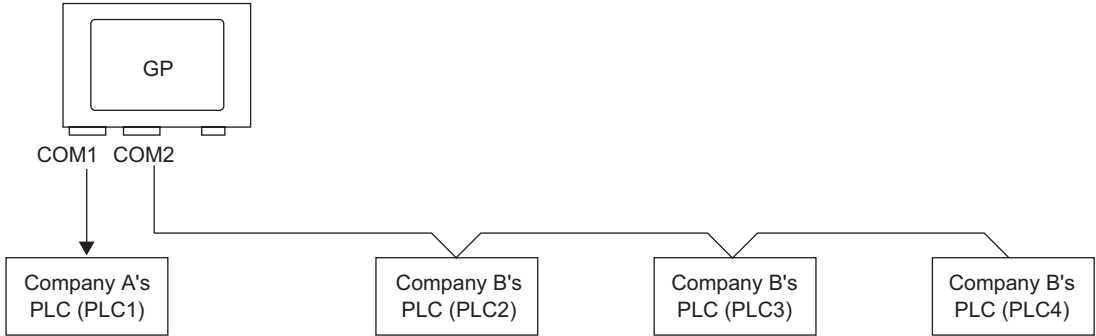 GP
COM1 COM2
Company A's
PLC (PLC1)
Company B's
PLC (PLC2)
Company B's
PLC (PLC3)
Company B's
PLC (PLC4)